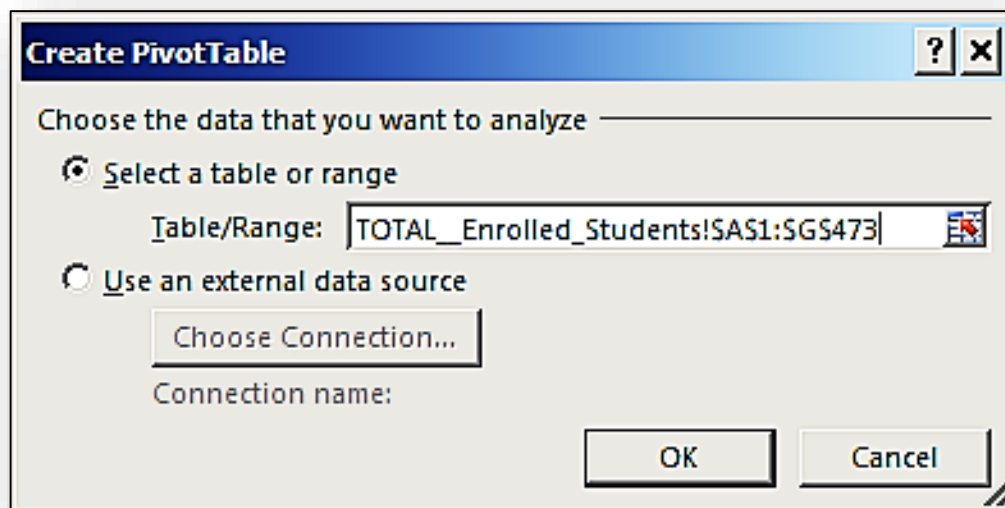 Create PivotTable
Choose the data that you want to analyze
Select a table or range
Table/Range: TOTAL__Enrolled_Students!$A$1:$G$473
Use an external data source
Choose Connection...
Connection name:
OK Cancel